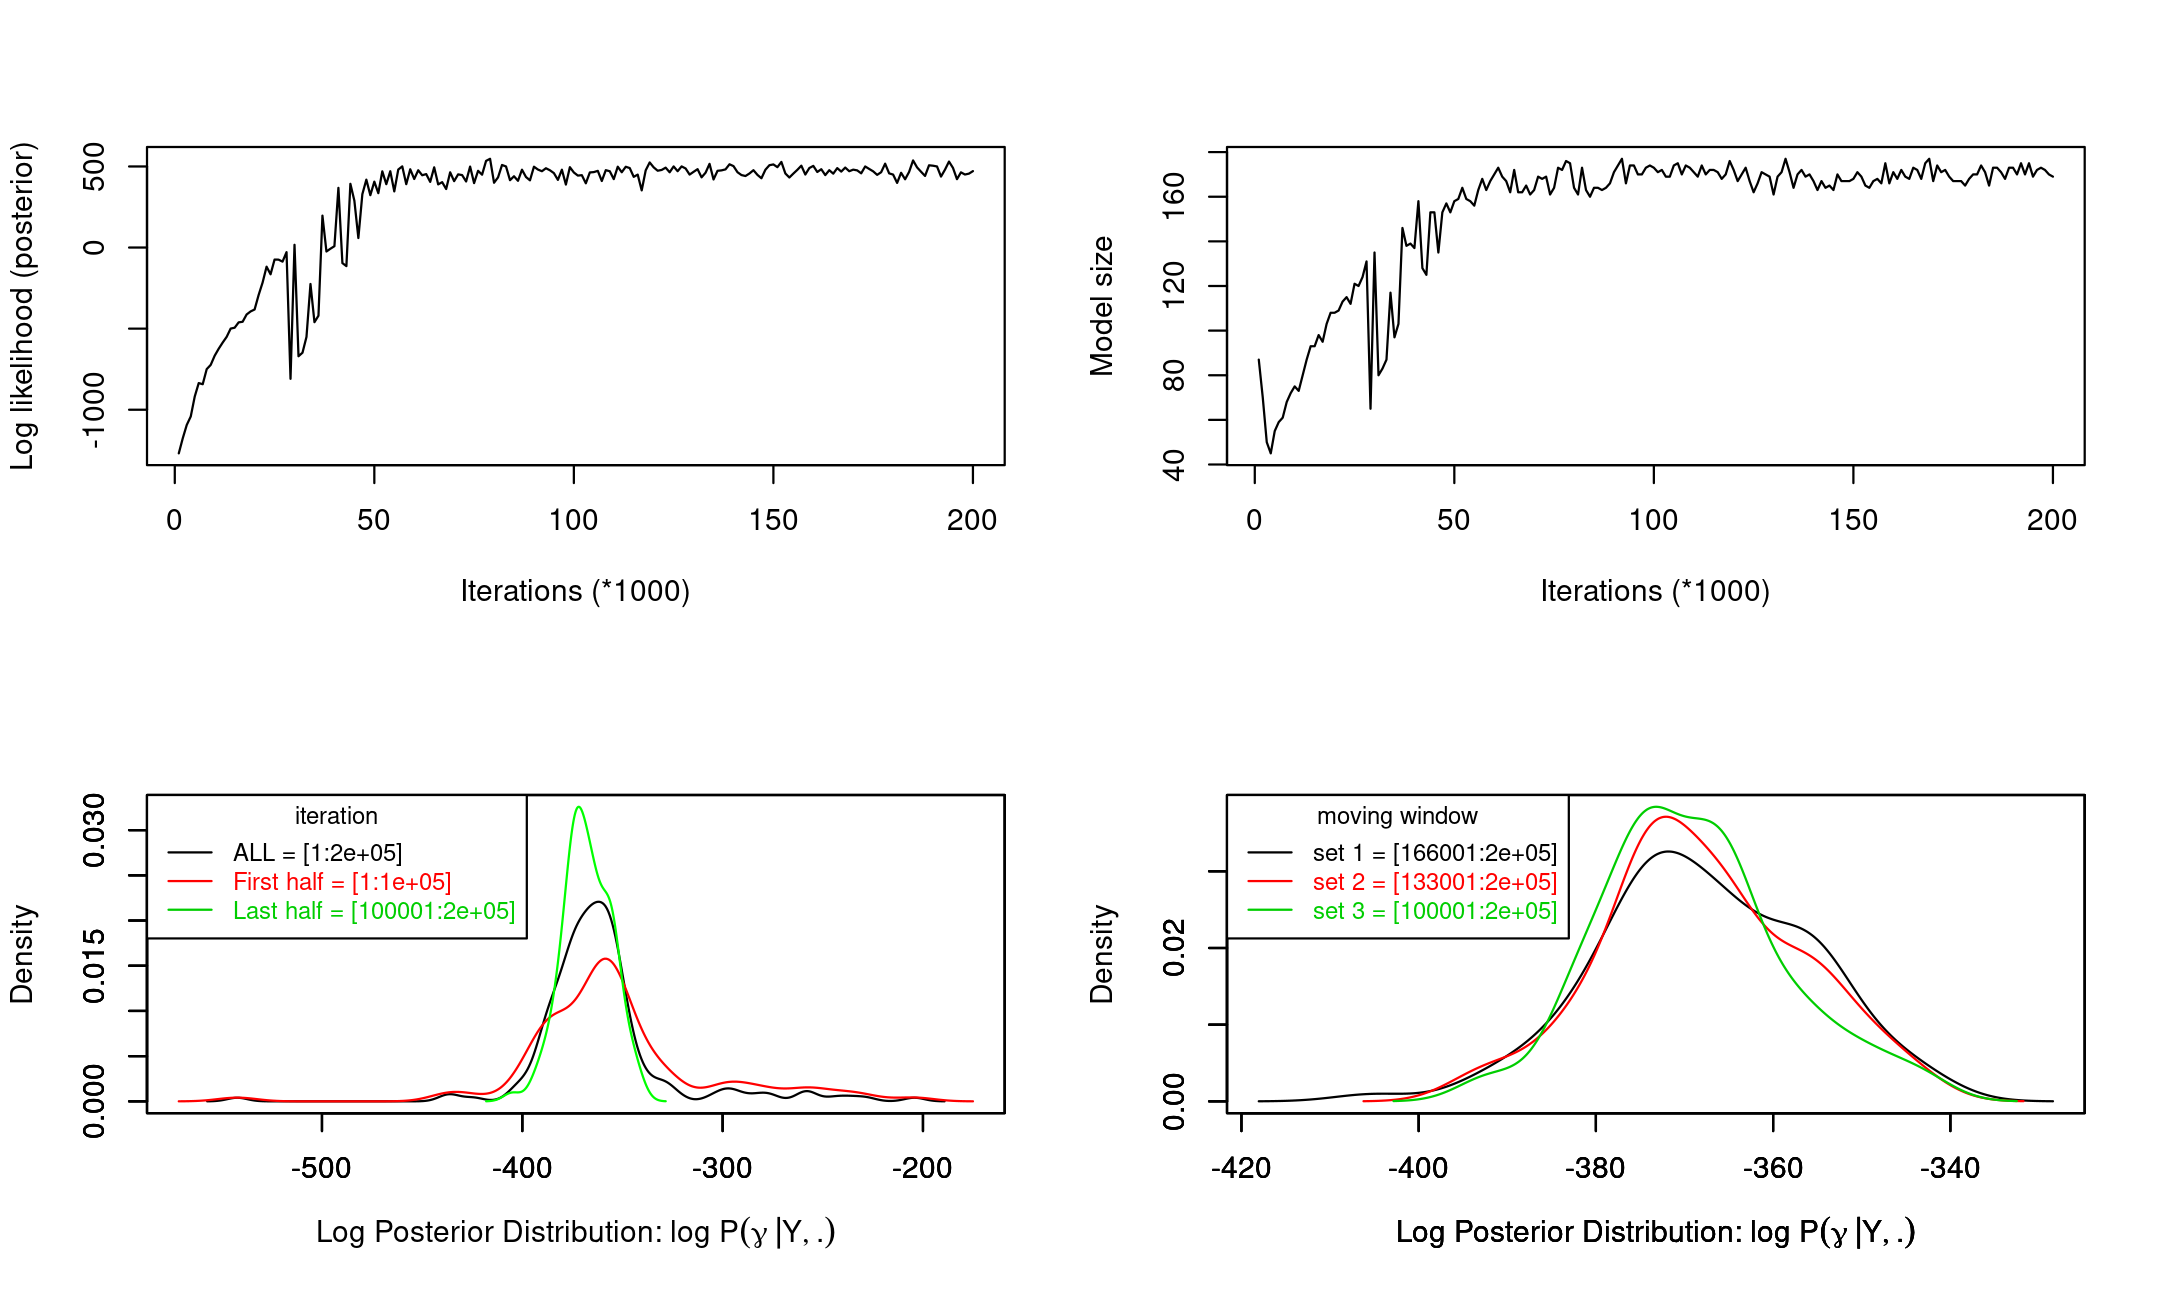 Log likelihood (posterior)
500
0
-1000
0 50 100 150 200
Iterations (*1000)
Model size
160
120
80
40
0 50 100 150 200
Iterations (*1000)
Density
0.030
0.015
0.000
iteration
ALL = [1:2e+05]
First half = [1:1e+05]
Last half = [100001:2e+05]
-500 -400 -300 -200
Log Posterior Distribution: log P(γ |Y, .)
Density
0.02
0.00
moving window
set 1 = [166001:2e+05]
set 2 = [133001:2e+05]
set 3 = [100001:2e+05]
-420 -400 -380 -360 -340
Log Posterior Distribution: log P(γ |Y, .)